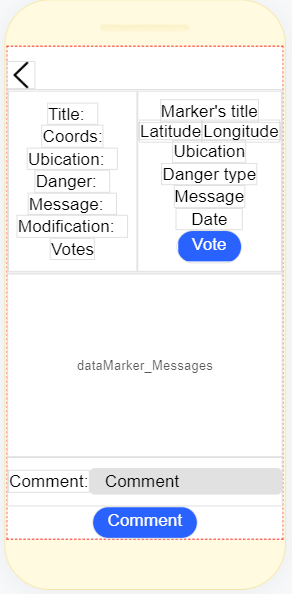 Title:
Coords:
Ubication:
Danger:
Message:
Modification:
Votes
Marker's title
Latitude Longitude
Ubication
Danger type
Message
Date
Vote
dataMarker_Messages
Comment: Comment
Comment